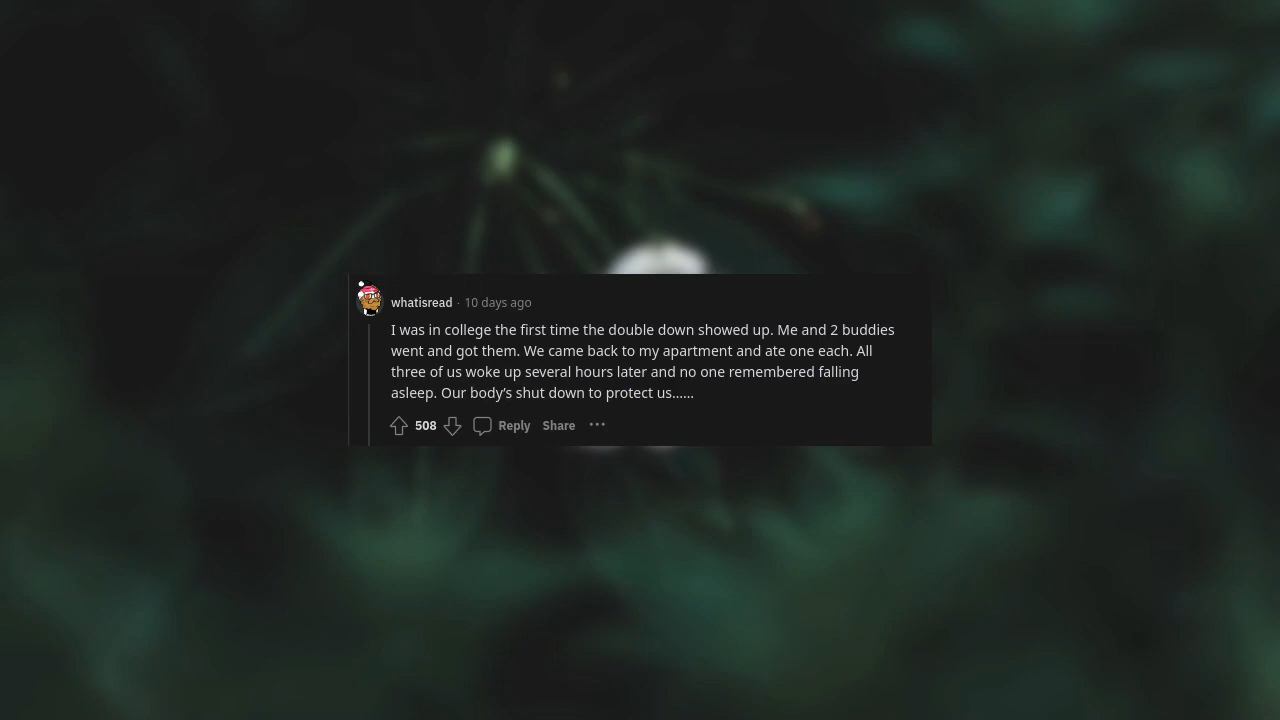 whatisread · 10 days ago
I was in college the first time the double down showed up. Me and 2 buddies
went and got them. We came back to my apartment and ate one each. All
three of us woke up several hours later and no one remembered falling
asleep. Our body’s shut down to protect us......
508 Reply Share ···